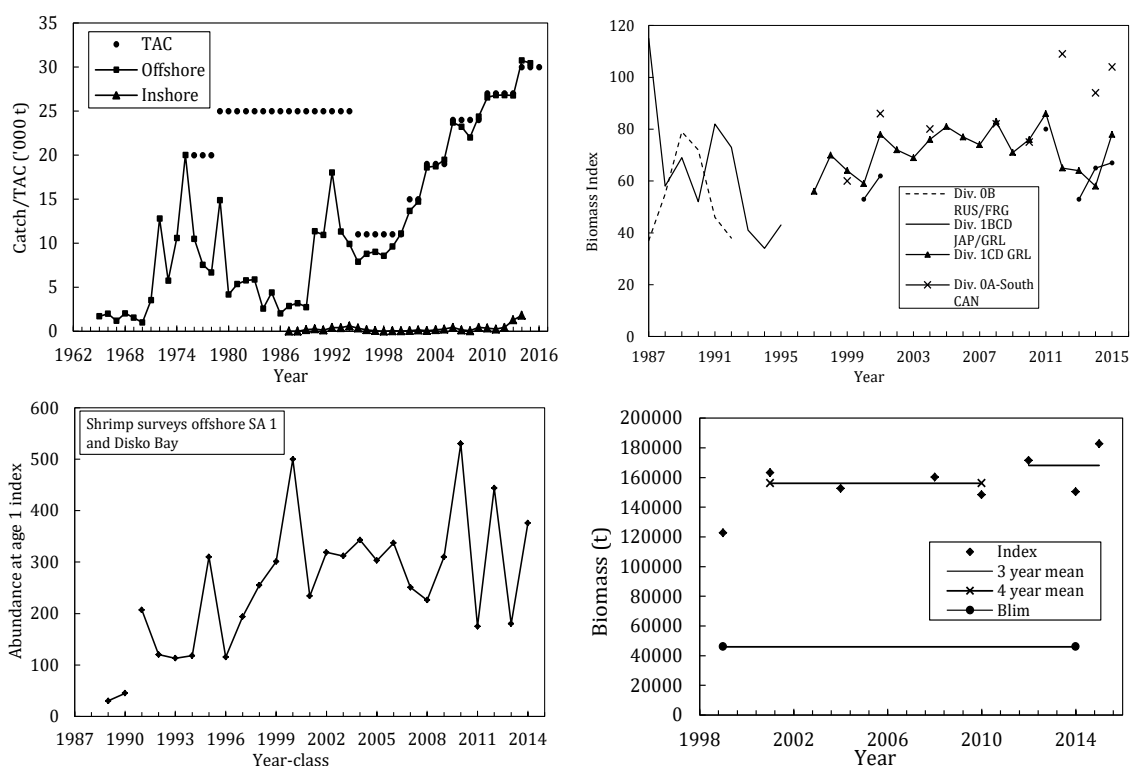 35
30
25
20
15
10
5
0
TAC
Offshore
Inshore
Catch/TAC ('000 t)
1962 1968 1974 1980 1986 1992 1998 2004 2010 2016
Year
120
100
80
60
40
20
0
Biomass Index
Div. 0B
RUS/FRG
Div. 1BCD
JAP/GRL
Div. 1CD GRL
Div. 0A-South
CAN
1987 1991 1995 1999 2003 2007 2011 2015
Year
600
500
400
300
200
100
0
Shrimp surveys offshore SA 1
and Disko Bay
Abundance at age 1 index
1987 1990 1993 1996 1999 2002 2005 2008 2011 2014
Year-class
200000
180000
160000
140000
120000
100000
80000
60000
40000
20000
0
Biomass (t)
Index
3 year mean
4 year mean
Blim
1998 2002 2006 2010 2014
Year